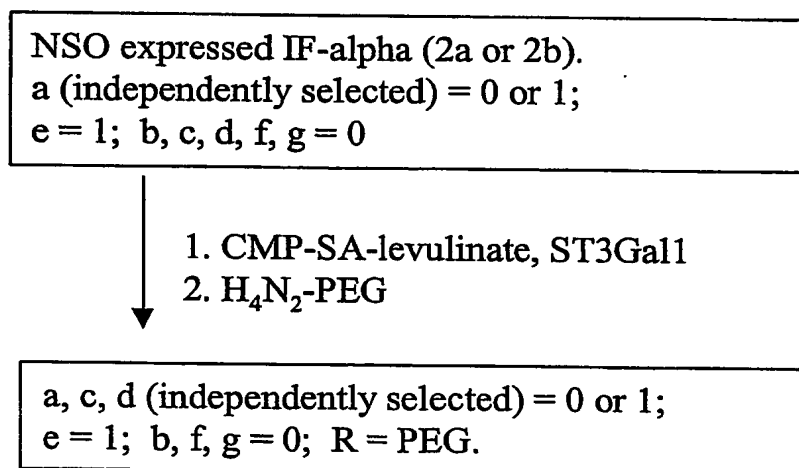 NSO expressed IF-alpha (2a or 2b).
a (independently selected) = 0 or 1;
e = 1; b, c, d, f, g = 0
1. CMP-SA-levulinate, ST3Gal1
2. H₄N₂-PEG
a, c, d (independently selected) = 0 or 1;
e = 1; b, f, g = 0; R = PEG.